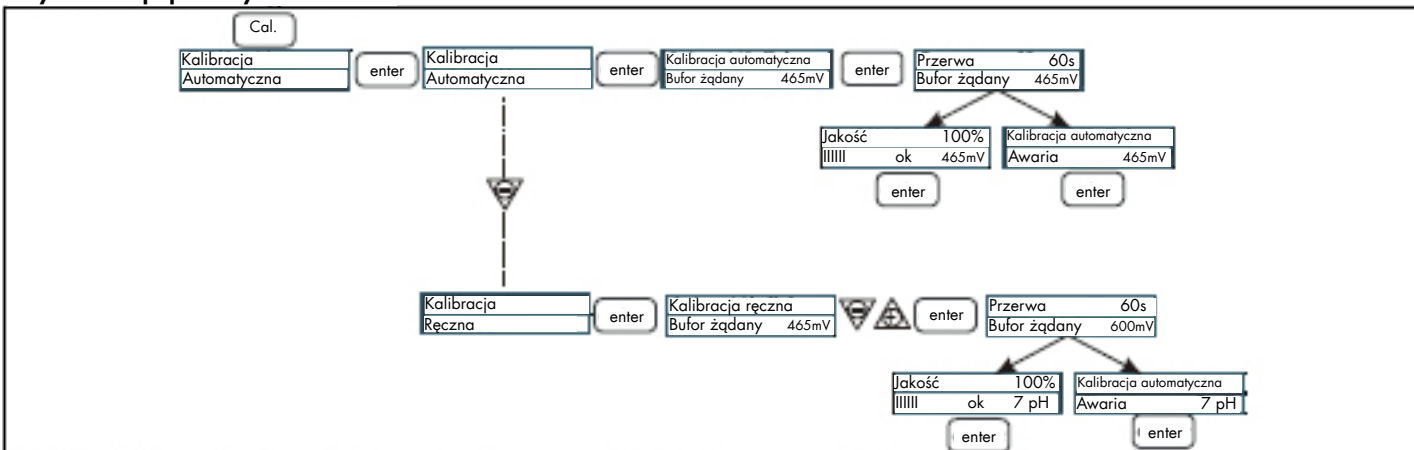 Cal.
Kalibracja
Automatyczna
enter
Kalibracja
Automatyczna
enter
Kalibracja automatyczna
Bufor żądany 465mV
enter
Przerwa 60s
Bufor żądany 465mV
Jakość 100%
IIIIII ok 465mV
enter
Kalibracja automatyczna
Awaria 465mV
enter
Kalibracja
Ręczna
enter
Kalibracja ręczna
Bufor żądany 465mV
enter
Przerwa 60s
Bufor żądany 600mV
Jakość 100%
IIIIII ok 7 pH
enter
Kalibracja automatyczna
Awaria 7 pH
enter